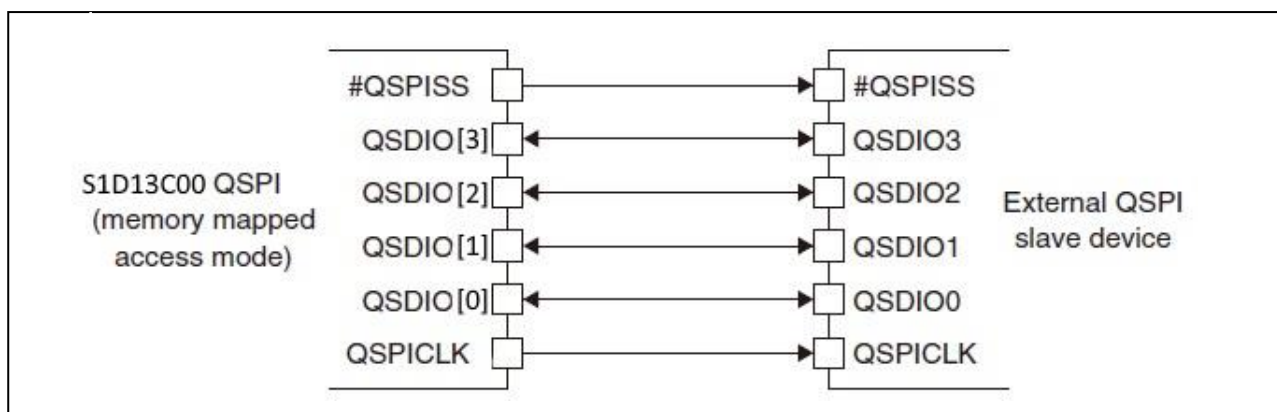 #QSPISS
#QSPISS
QSDIO[3]
QSDIO3
S1D13C00 QSPI
(memory mapped
access mode)
QSDIO[2]
QSDIO2
QSDIO[1]
QSDIO1
External QSPI
slave device
QSDIO[0]
QSDIO0
QSPICLK
QSPICLK